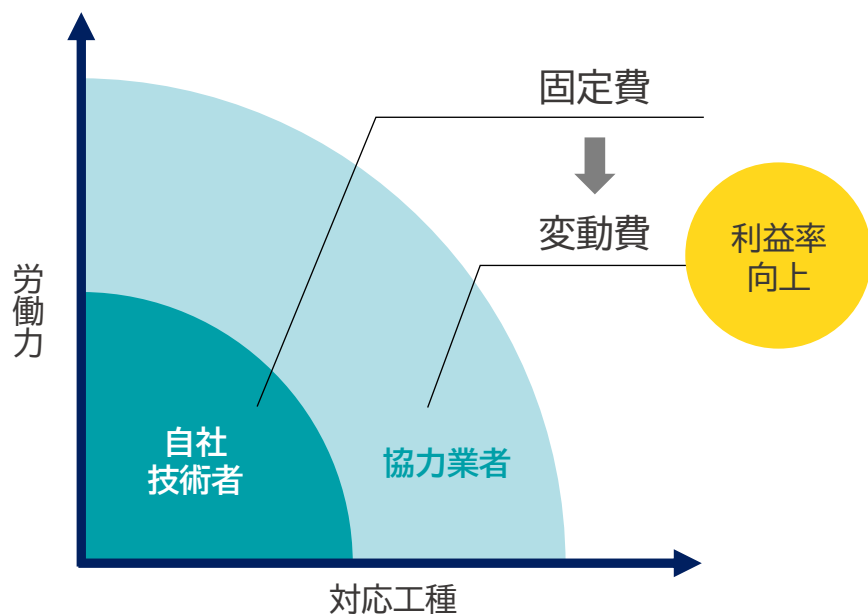 固定費
変動費
利益率
向上
労働力
自社
技術者
協力業者
対応工種